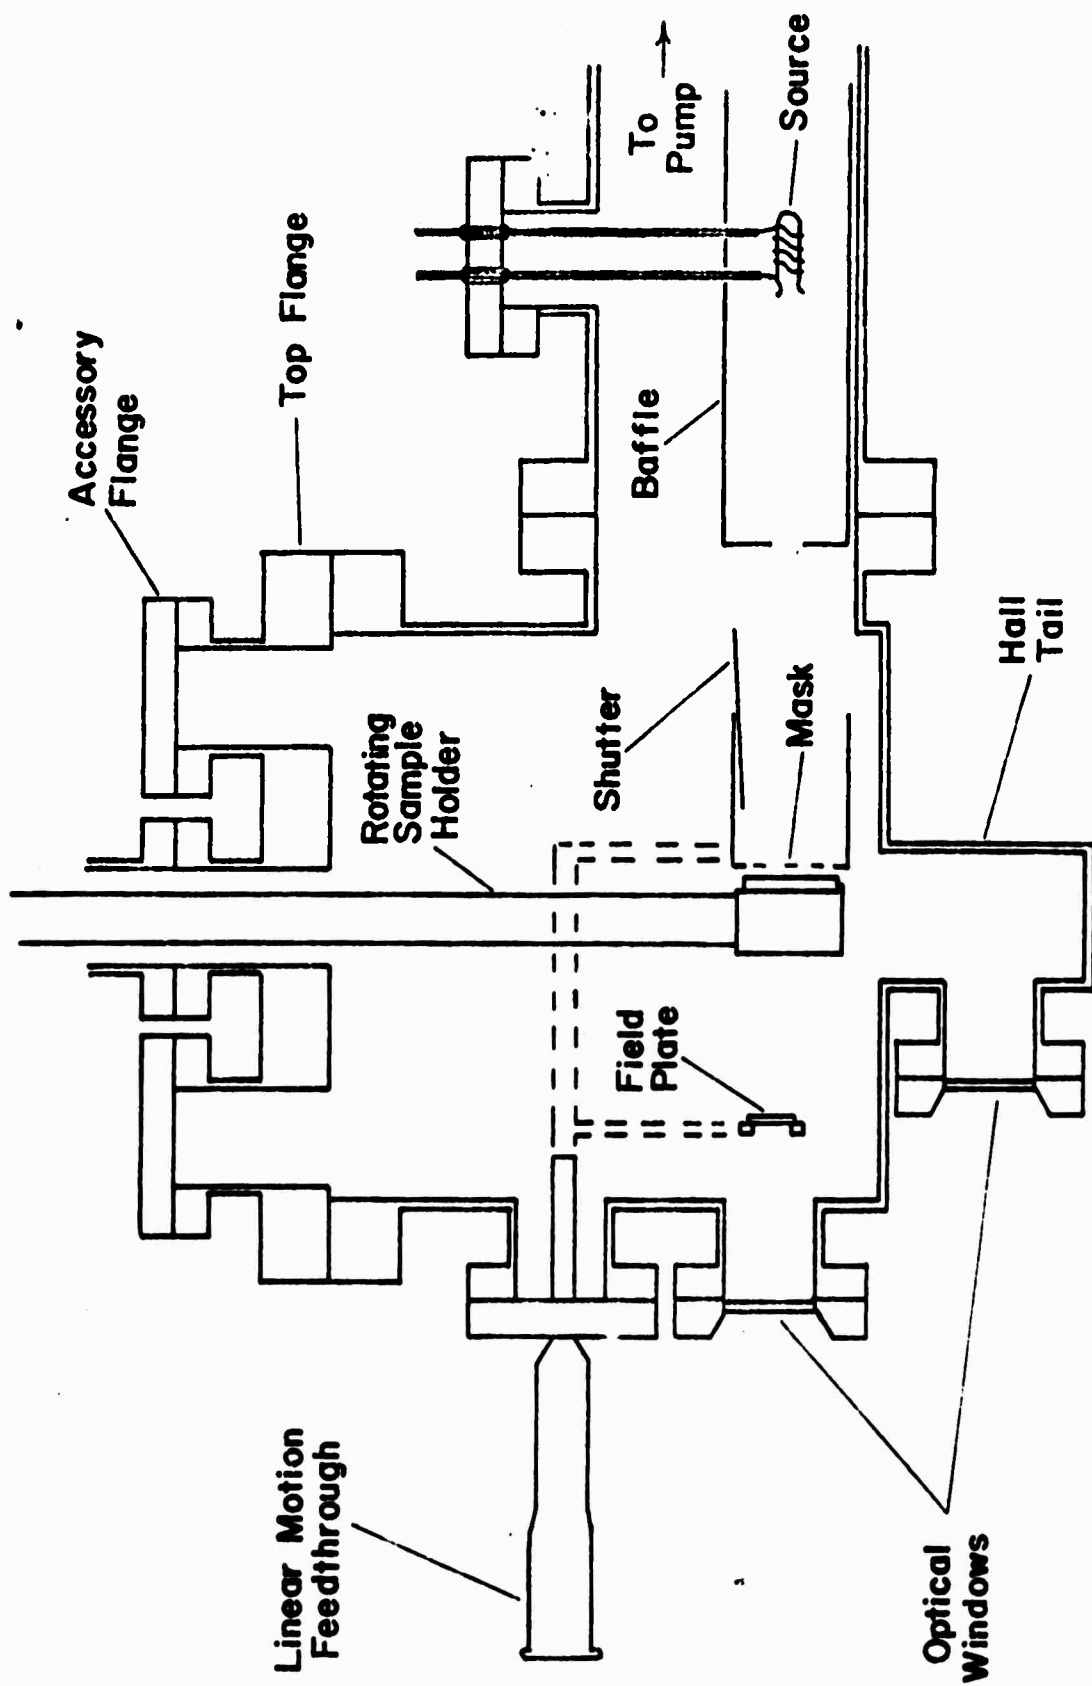 Accessory
Flange
Top Flange
To
Pump
Source
Baffle
Rotating
Sample
Holder
Shutter
Mask
Hall
Tail
Field
Plate
Linear Motion
Feedthrough
Optical
Windows